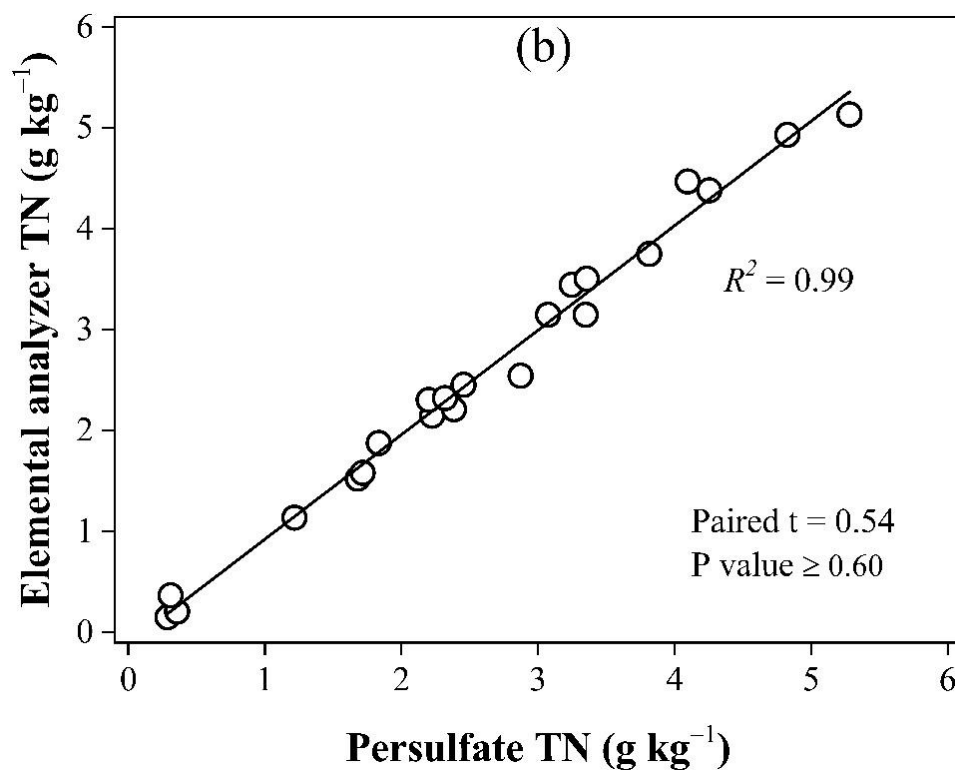 (b)
Elemental analyzer TN (g kg⁻¹)
6
5
4
3
2
1
0
R² = 0.99
Paired t = 0.54
P value ≥ 0.60
0 1 2 3 4 5 6
Persulfate TN (g kg⁻¹)